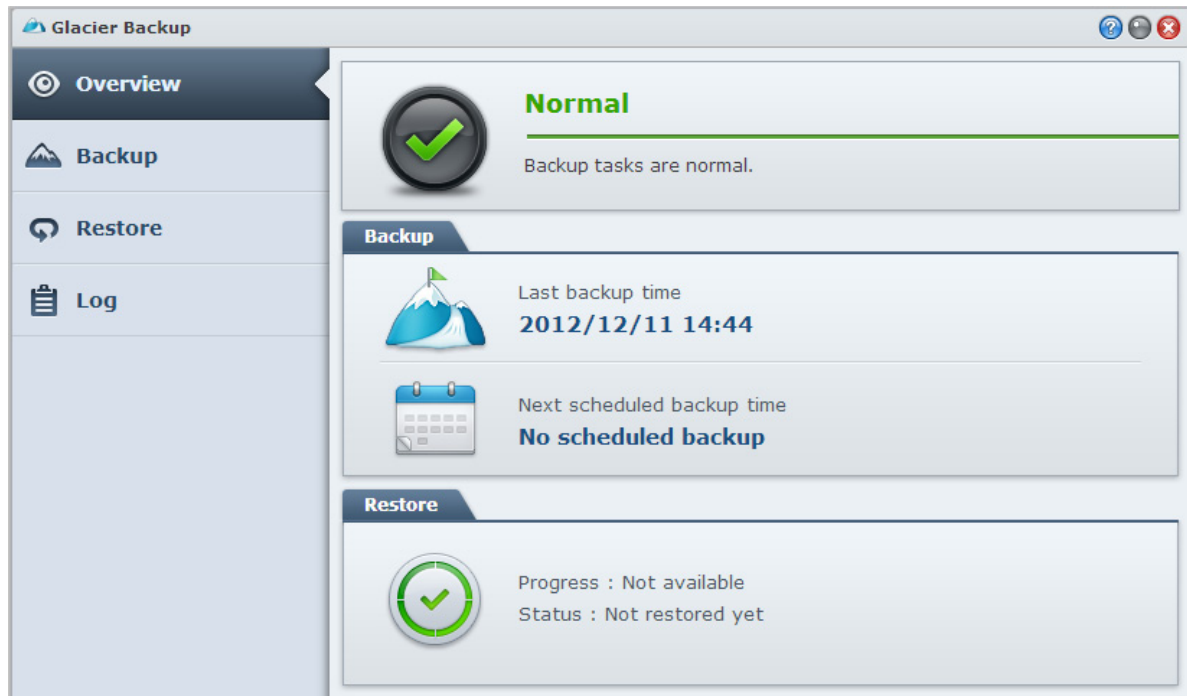 Glacier Backup
Overview
Backup
Restore
Log
Normal
Backup tasks are normal.
Backup
Last backup time
2012/12/11 14:44
Next scheduled backup time
No scheduled backup
Restore
Progress : Not available
Status : Not restored yet